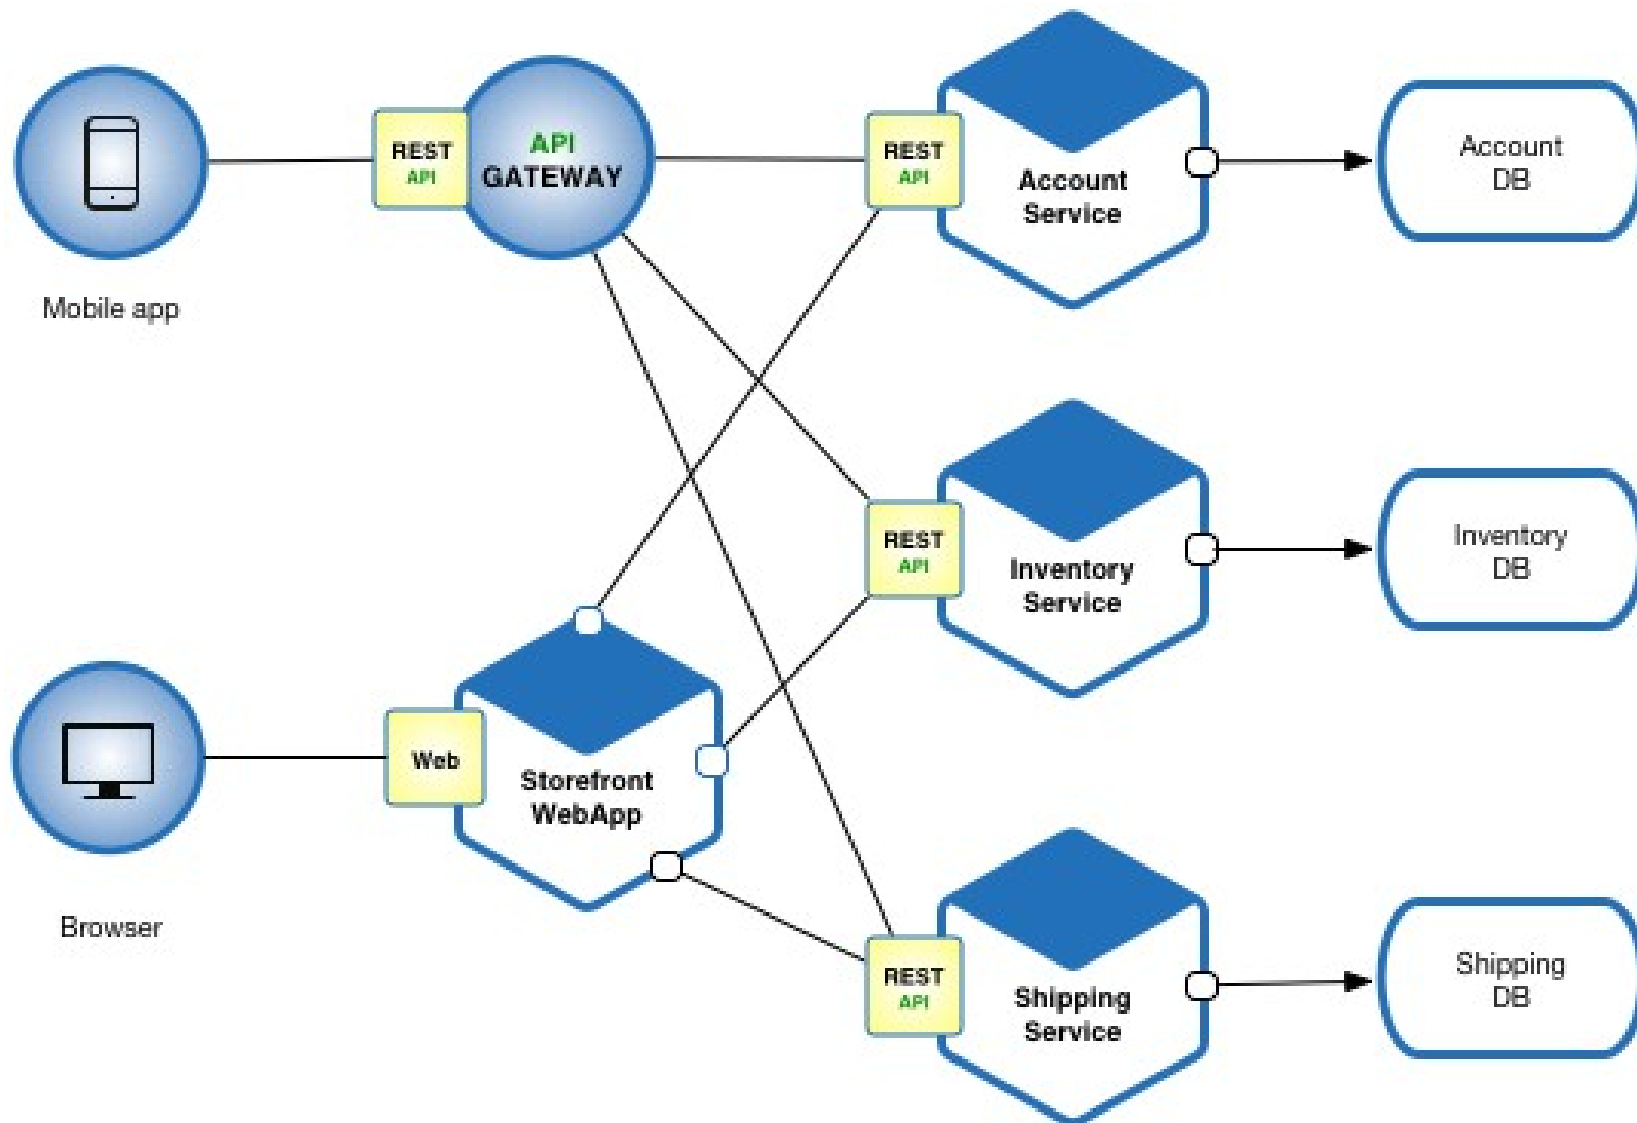 REST
API
API
GATEWAY
REST
API
Account
Service
Account
DB
Mobile app
REST
API
Inventory
Service
Inventory
DB
Web
Storefront
WebApp
Browser
REST
API
Shipping
Service
Shipping
DB